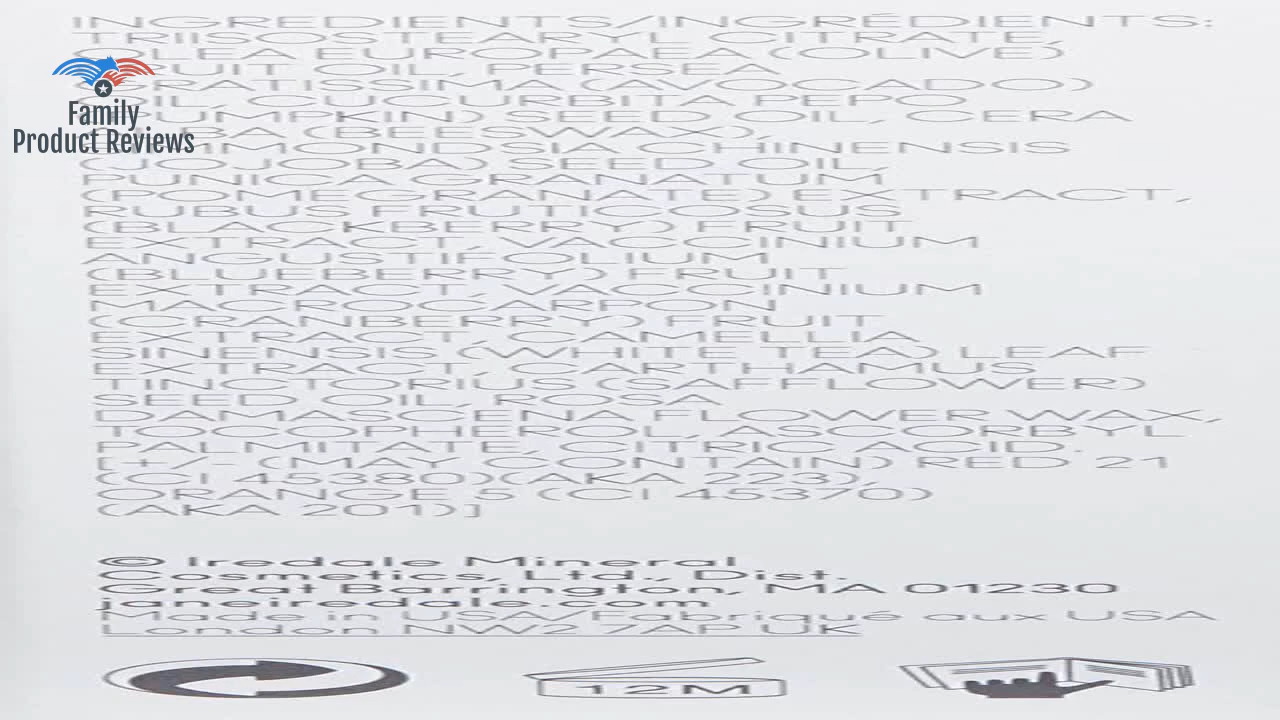 INGREDIENTS/INGRÉDIENTS:
TRIISOSTEARYL CITRATE,
OLEA EUROPAEA (OLIVE)
FRUIT OIL, PERSEA
GRATISSIMA (AVOCADO)
OIL, CUCURBITA PEPO
(PUMPKIN) SEED OIL, CERA
ALBA (BEESWAX),
SIMMONDSIA CHINENSIS
(JOJOBA) SEED OIL
PUNICA GRANATUM
(POMEGRANATE) EXTRACT,
RUBUS FRUTICOSUS
(BLACKBERRY) FRUIT
EXTRACT, VACCINIUM
ANGUSTIFOLIUM
(BLUEBERRY) FRUIT
EXTRACT, VACCINIUM
MACROCARPON
(CRANBERRY) FRUIT
EXTRACT, CAMELLIA
SINENSIS (WHITE TEA) LEAF
EXTRACT, CARTHAMUS
TINCTORIUS (SAFFLOWER)
SEED OIL, ROSA
DAMASCENA FLOWER WAX,
TOCOPHEROL, ASCORBYL
PALMITATE, CITRIC ACID.
[+/- (MAY CONTAIN) RED 21
(CI 45380)(AKA 223),
ORANGE 5 (CI 45370)
(AKA 201)]
© Iredale Mineral
Cosmetics, Ltd., Dist.
Great Barrington, MA 01230
janeiredale.com
Made in USA/Fabriqué aux USA
London NW2 7AP UK
12M
Family
Product Reviews